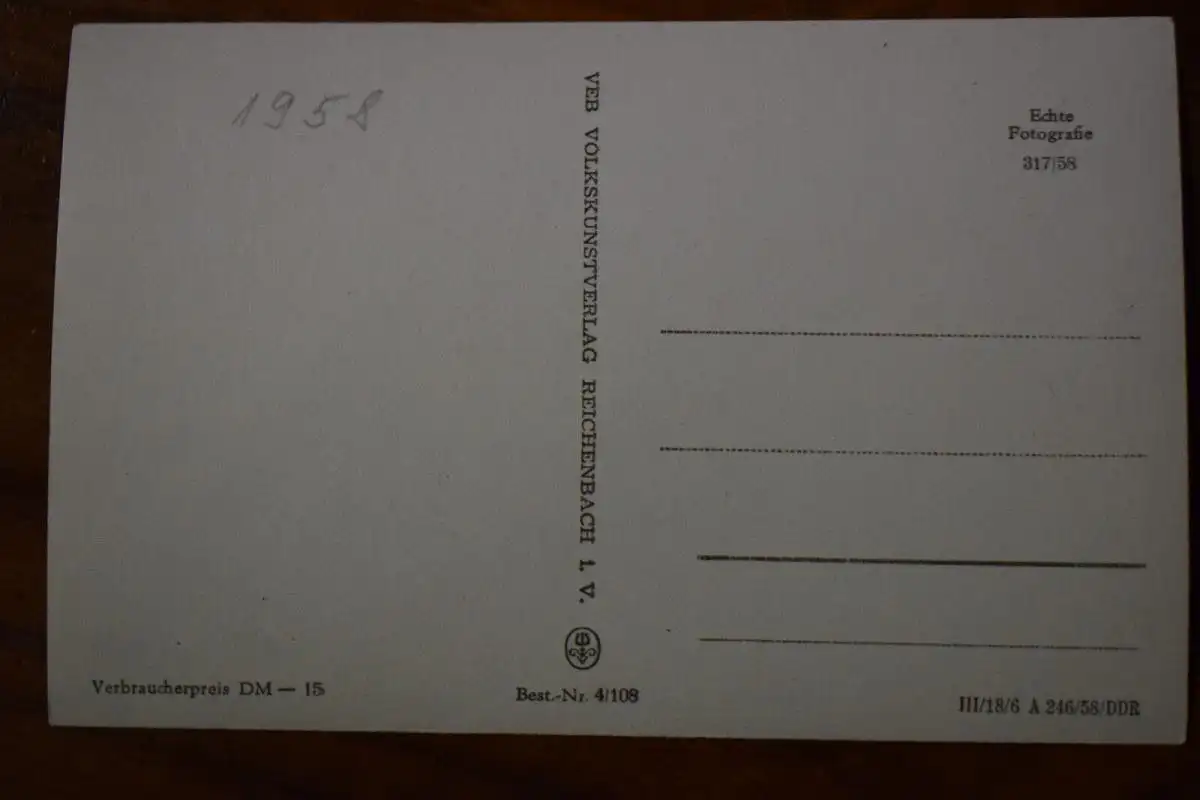 1958
VEB VOLKSKUNSTVERLAG REICHENBACH i. V.
Echte
Fotografie
317/58
Verbraucherpreis DM — 15
Best.-Nr. 4/108
III/18/6 A 246/58/DDR